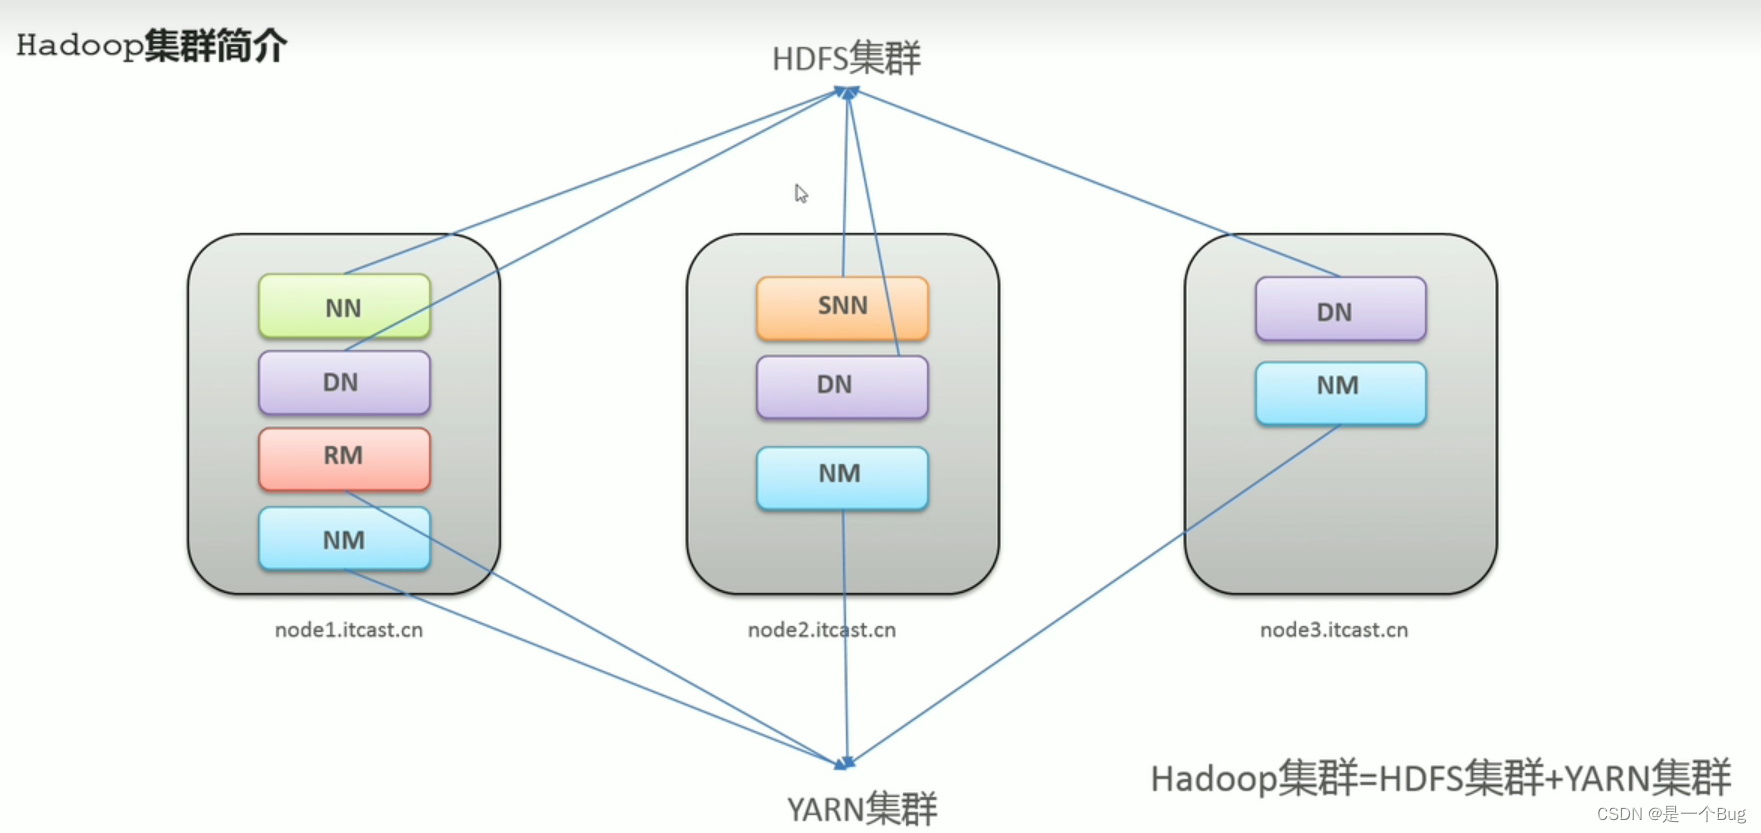 Hadoop集群简介
HDFS集群
NN
DN
RM
NM
node1.itcast.cn
SNN
DN
NM
node2.itcast.cn
DN
NM
node3.itcast.cn
YARN集群
Hadoop集群=HDFS集群+YARN集群
CSDN @是一个Bug